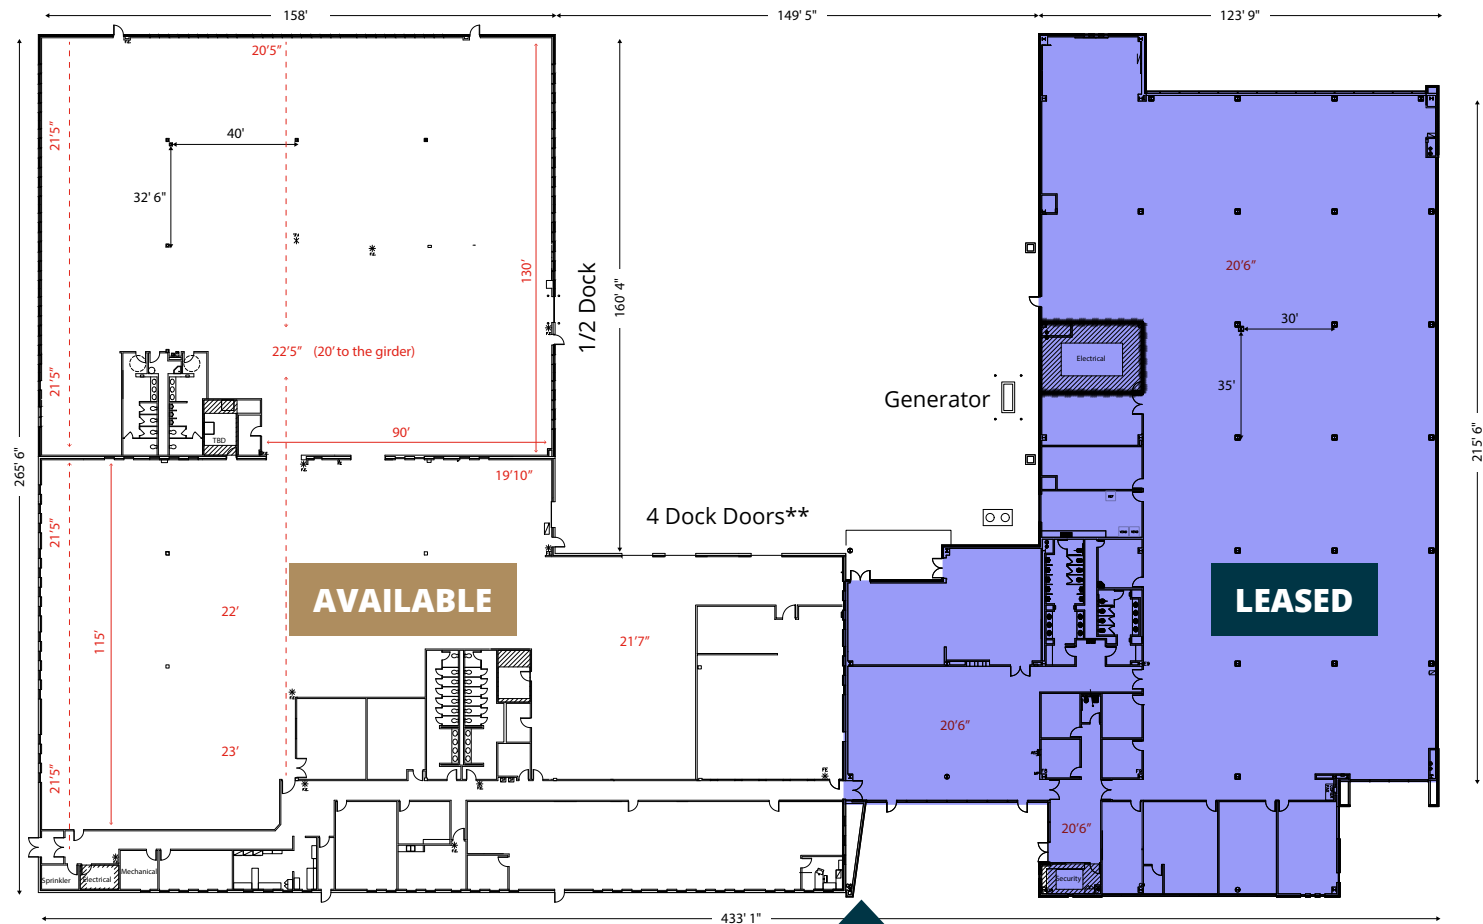 158'
149' 5"
123' 9"
20'5"
21'5"
40'
32' 6"
130'
1/2 Dock
160' 4"
20'6"
30'
35'
Electrical
22'5" (20' to the girder)
21'5"
Generator
TBD
90'
265' 6"
215' 6"
19'10"
4 Dock Doors**
21'5"
AVAILABLE
LEASED
22'
115'
21'7"
20'6"
23'
21'5"
20'6"
Sprinkler
Electrical
Mechanical
Security
433' 1"